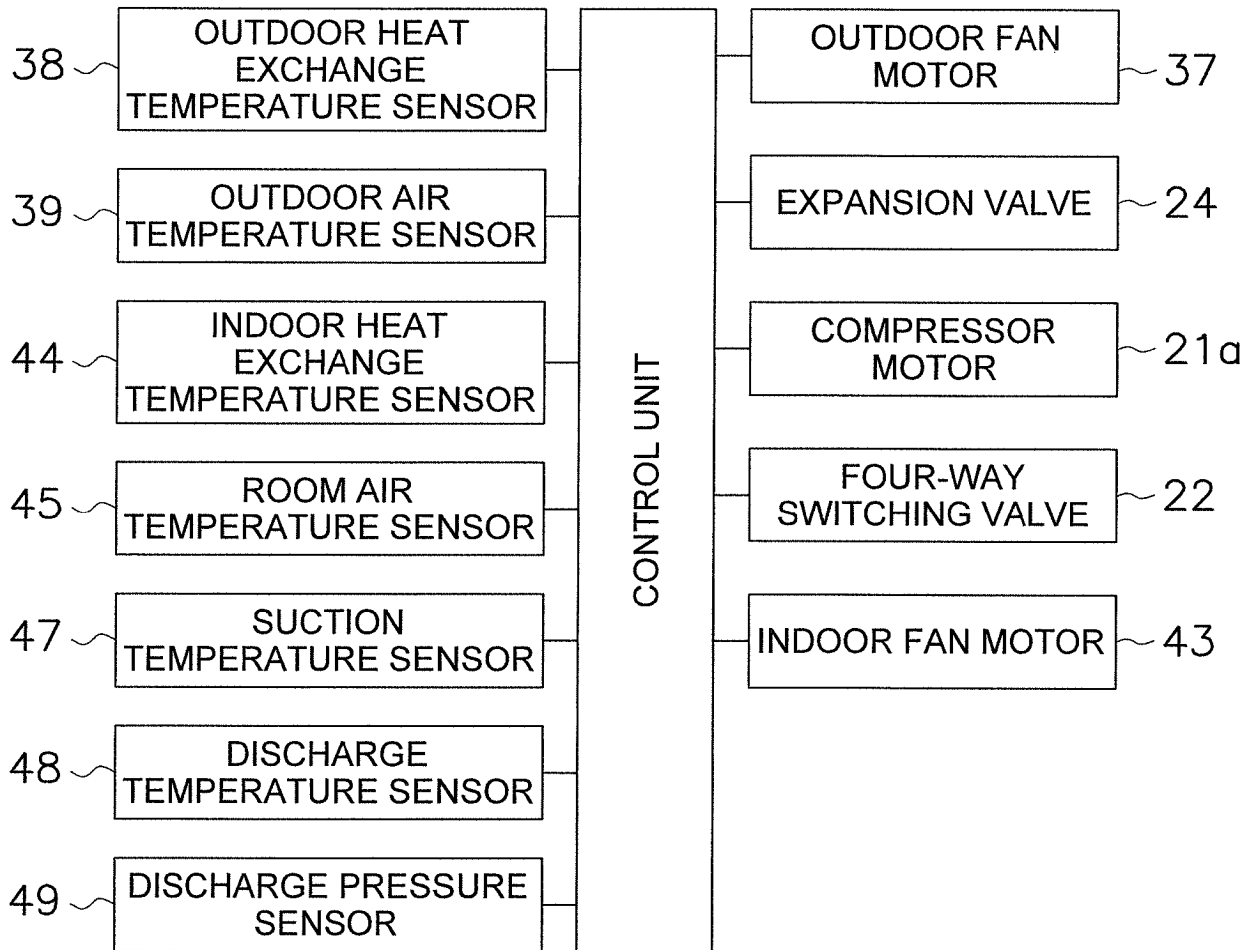 38
OUTDOOR HEAT
EXCHANGE
TEMPERATURE SENSOR
39
OUTDOOR AIR
TEMPERATURE SENSOR
44
INDOOR HEAT
EXCHANGE
TEMPERATURE SENSOR
45
ROOM AIR
TEMPERATURE SENSOR
47
SUCTION
TEMPERATURE SENSOR
48
DISCHARGE
TEMPERATURE SENSOR
49
DISCHARGE PRESSURE
SENSOR
CONTROL UNIT
OUTDOOR FAN
MOTOR
37
EXPANSION VALVE
24
COMPRESSOR
MOTOR
21a
FOUR-WAY
SWITCHING VALVE
22
INDOOR FAN MOTOR
43